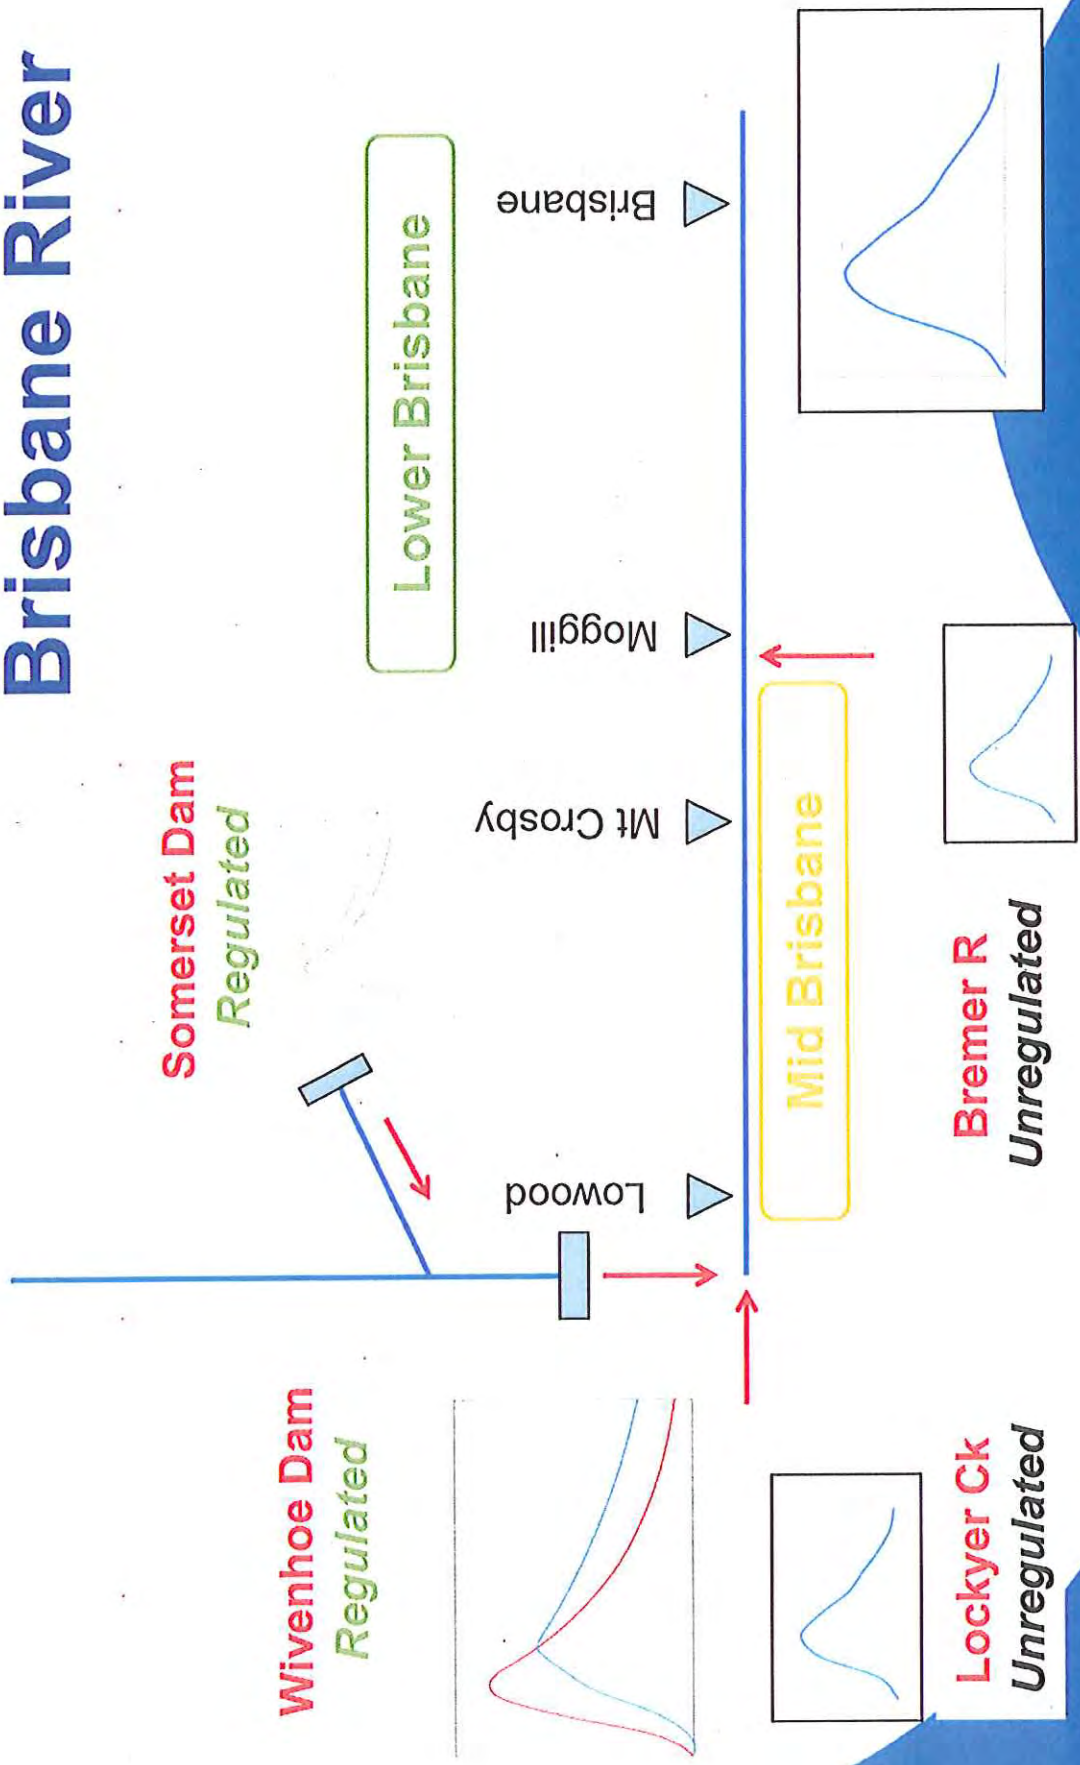 Brisbane River
Somerset Dam
Regulated
Wivenhoe Dam
Regulated
Lower Brisbane
Lowood
Mt Crosby
Moggill
Brisbane
Mid Brisbane
Lockyer Ck
Unregulated
Bremer R
Unregulated